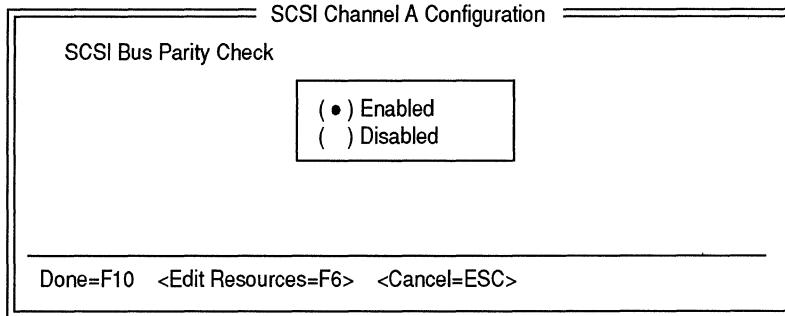 SCSI Channel A Configuration
SCSI Bus Parity Check
( • ) Enabled
(   ) Disabled
Done=F10   <Edit Resources=F6>   <Cancel=ESC>